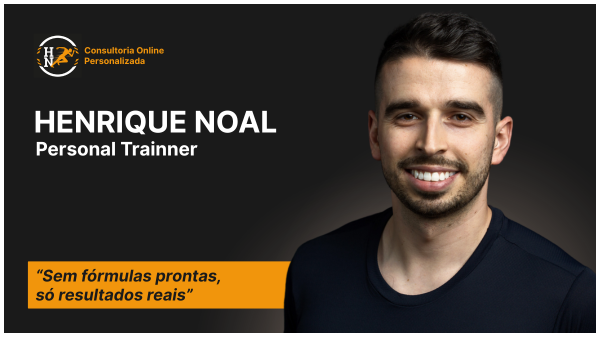 HN
Consultoria Online
Personalizada
HENRIQUE NOAL
Personal Trainner
“Sem fórmulas prontas,
só resultados reais”